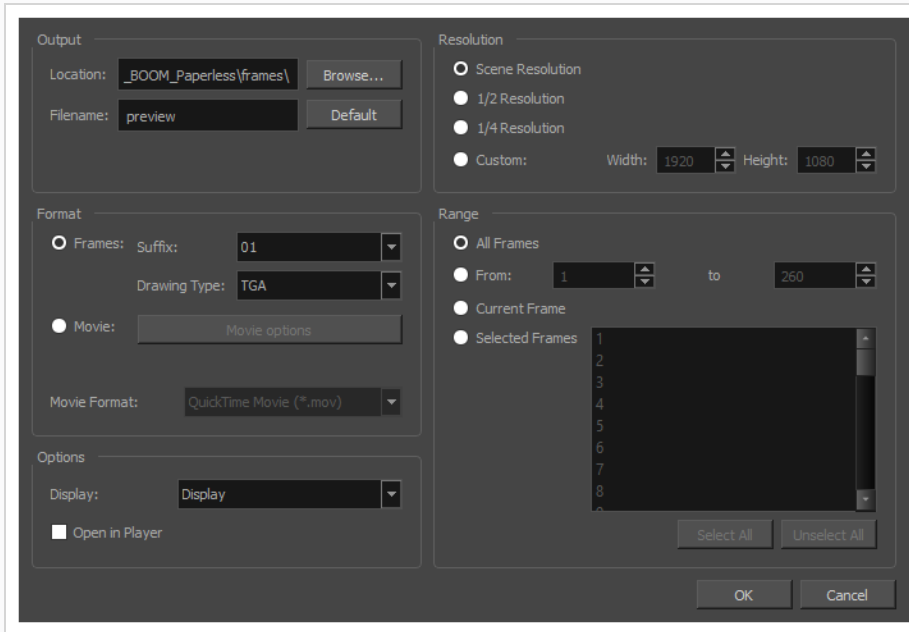 Output
Location: _BOOM_Paperless\frames\ Browse...
Filename: preview Default
Resolution
Scene Resolution
1/2 Resolution
1/4 Resolution
Custom: Width: 1920 Height: 1080
Format
Frames: Suffix: 01
Drawing Type: TGA
Movie: Movie options
Movie Format: QuickTime Movie (*.mov)
Range
All Frames
From: 1 to 260
Current Frame
Selected Frames
1
2
3
4
5
6
7
8
Select All Unselect All
Options
Display: Display
Open in Player
OK Cancel